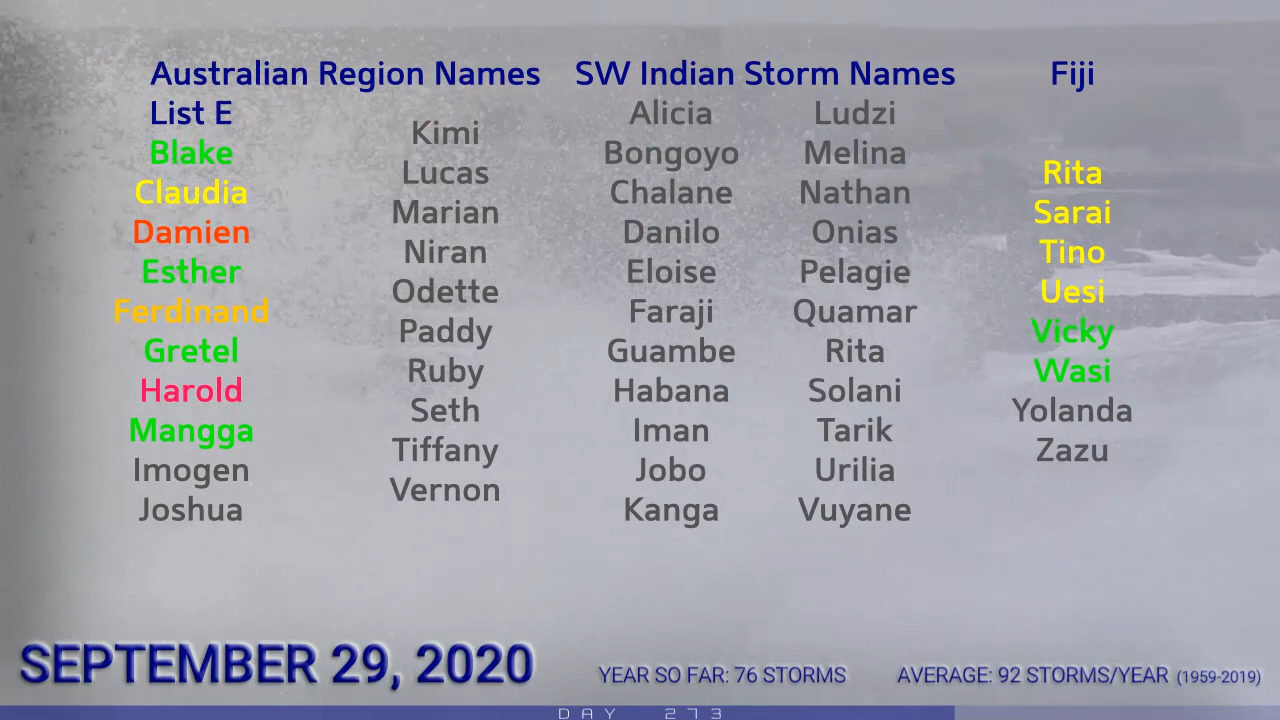 Australian Region Names
List E
Blake
Claudia
Damien
Esther
Ferdinand
Gretel
Harold
Mangga
Imogen
Joshua
Kimi
Lucas
Marian
Niran
Odette
Paddy
Ruby
Seth
Tiffany
Vernon
SW Indian Storm Names
Alicia
Bongoyo
Chalane
Danilo
Eloise
Faraji
Guambe
Habana
Iman
Jobo
Kanga
Ludzi
Melina
Nathan
Onias
Pelagie
Quamar
Rita
Solani
Tarik
Urilia
Vuyane
Fiji
Rita
Sarai
Tino
Uesi
Vicky
Wasi
Yolanda
Zazu
SEPTEMBER 29, 2020
YEAR SO FAR: 76 STORMS
AVERAGE: 92 STORMS/YEAR (1959-2019)
DAY 273